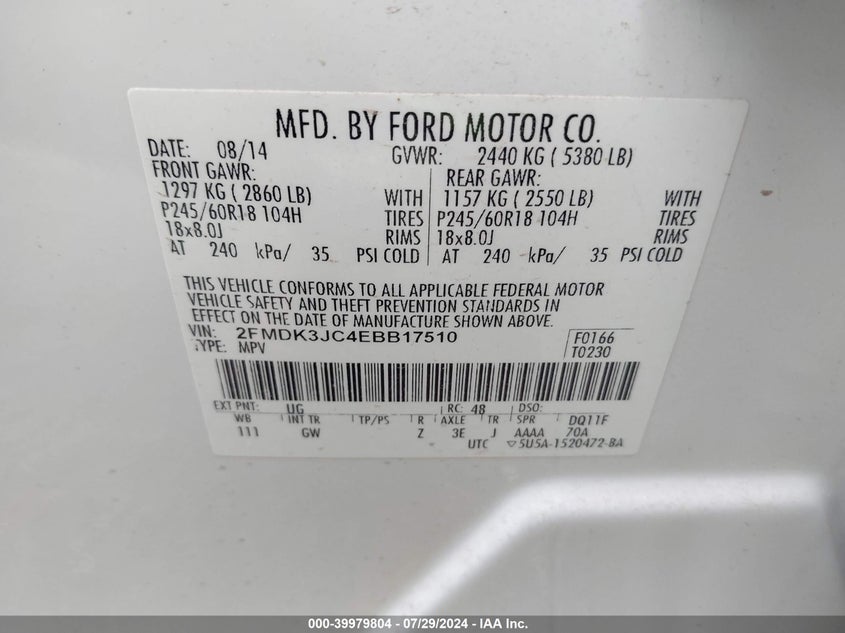 MFD. BY FORD MOTOR CO.
DATE: 08/14 GVWR: 2440 KG ( 5380 LB)
FRONT GAWR: REAR GAWR:
1297 KG ( 2860 LB) WITH 1157 KG ( 2550 LB) WITH
P245/60R18 104H TIRES P245/60R18 104H TIRES
18x8.0J RIMS 18x8.0J RIMS
AT 240 kPa/ 35 PSI COLD AT 240 kPa/ 35 PSI COLD
THIS VEHICLE CONFORMS TO ALL APPLICABLE FEDERAL MOTOR
VEHICLE SAFETY AND THEFT PREVENTION STANDARDS IN
EFFECT ON THE DATE OF MANUFACTURE SHOWN ABOVE.
VIN: 2FMDK3JC4EBB17510 F0166
TYPE: MPV T0230
EXT PNT: UG RC: 48 DSO:
WB INT TR TP/PS R AXLE TR SPR DQ11F
111 GW Z 3E J AAAA 70A
UTC ▽5U5A-1520472-BA
000-39979804 - 07/29/2024 - IAA Inc.